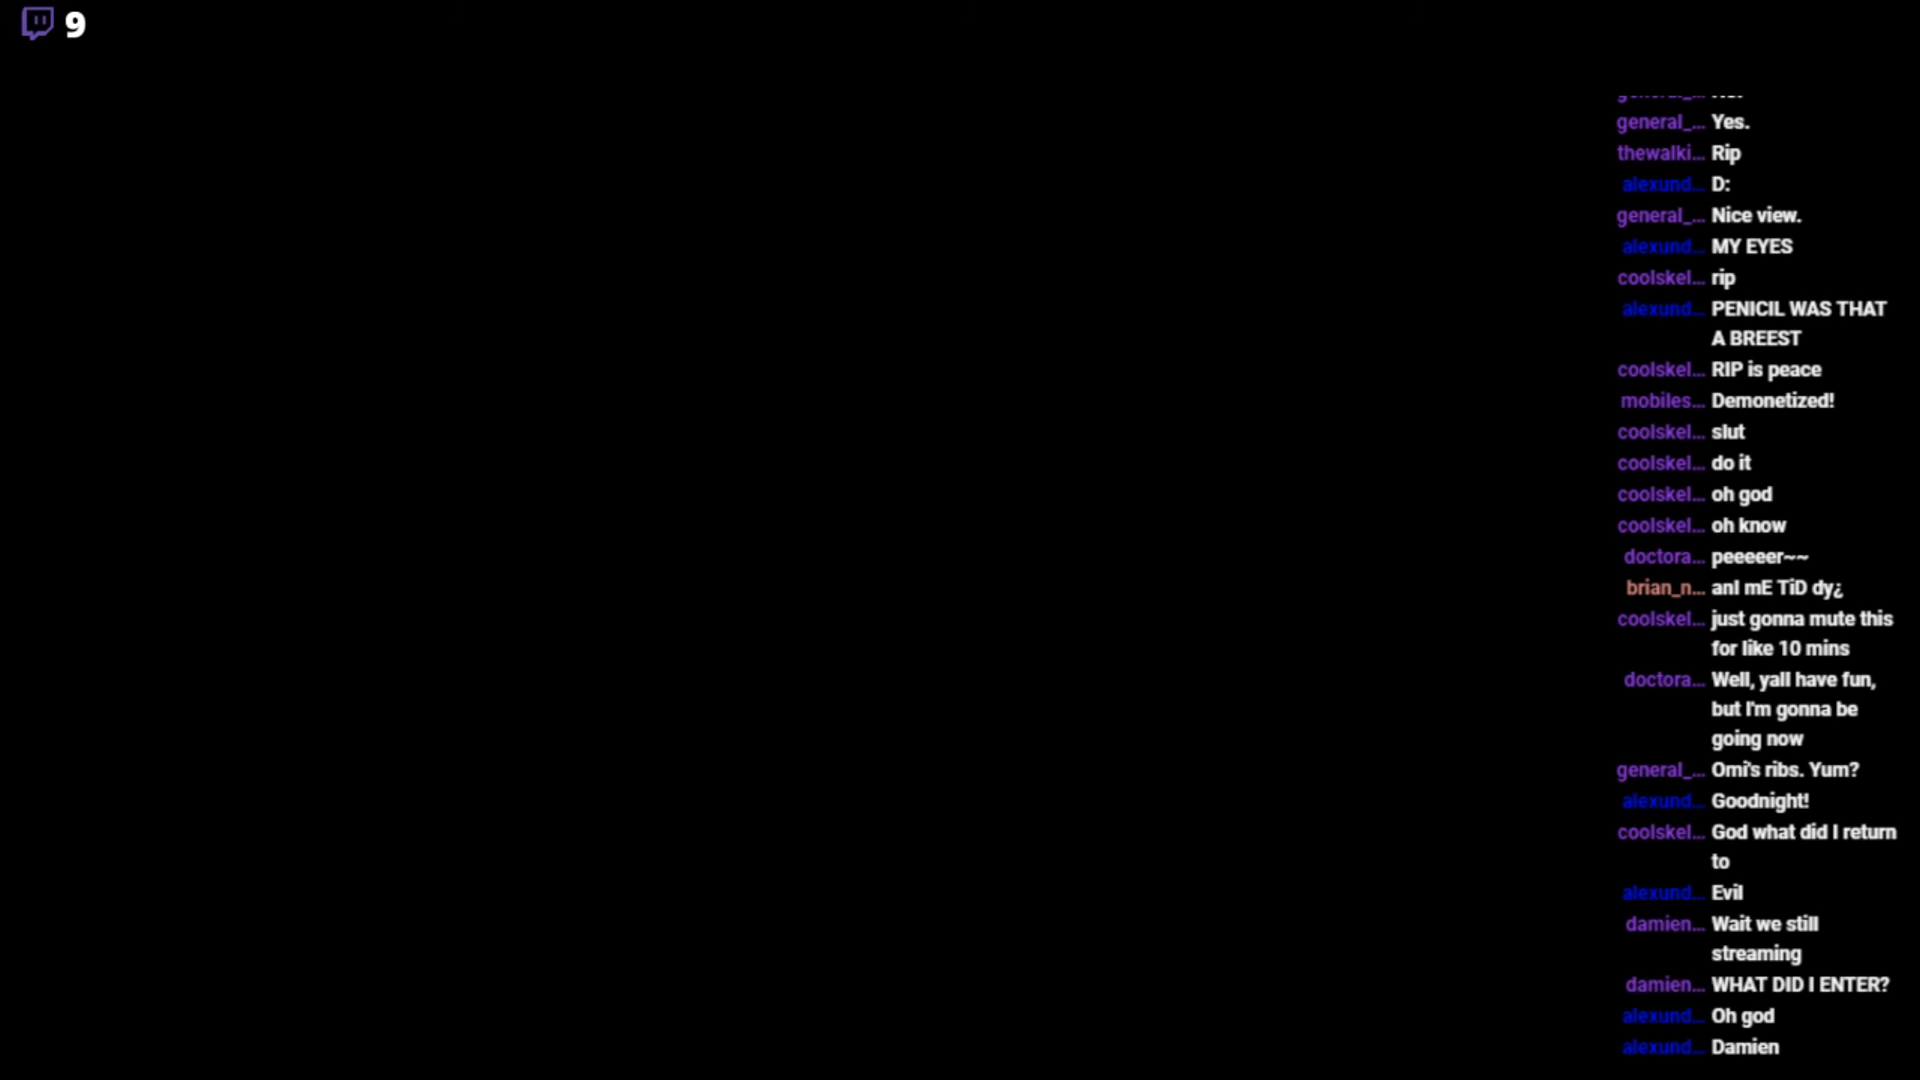 9
general_... Yes.
thewalki... Rip
alexund... D:
general_... Nice view.
alexund... MY EYES
coolskel... rip
alexund... PENICIL WAS THAT
A BREEST
coolskel... RIP is peace
mobiles... Demonetized!
coolskel... slut
coolskel... do it
coolskel... oh god
coolskel... oh know
doctora... peeeeer~~
brian_n... anI mE TiD dy¿
coolskel... just gonna mute this
for like 10 mins
doctora... Well, yall have fun,
but I'm gonna be
going now
general_... Omi's ribs. Yum?
alexund... Goodnight!
coolskel... God what did I return
to
alexund... Evil
damien... Wait we still
streaming
damien... WHAT DID I ENTER?
alexund... Oh god
alexund... Damien